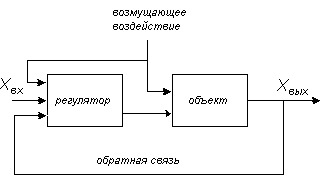 возмущающее
воздействие
Xвх
регулятор
объект
Xвых
обратная связь